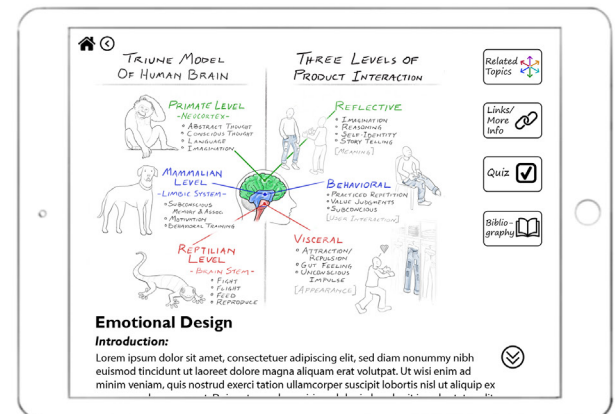 Triune Model
Of Human Brain
Primate Level
-Neocortex-
• Abstract Thought
• Conscious Thought
• Language
• Imagination
Mammalian
Level
-Limbic System-
• Subconscious
Memory & Assoc.
• Motivation
• Behavioral Training
Reptilian
Level
-Brain Stem-
• Fight
• Flight
• Feed
• Reproduce
Three Levels of
Product Interaction
Reflective
• Imagination
• Reasoning
• Self-Identity
• Story Telling
[Meaning]
Behavioral
• Practiced Repetition
• Value Judgments
• Subconscious
[User Interaction]
Visceral
• Attraction/
Repulsion
• Gut Feeling
• Unconscious
Impulse
[Appearance]
Related
Topics
Links/
More
Info
Quiz
Biblio-
graphy
Emotional Design
Introduction:
Lorem ipsum dolor sit amet, consectetuer adipiscing elit, sed diam nonummy nibh
euismod tincidunt ut laoreet dolore magna aliquam erat volutpat. Ut wisi enim ad
minim veniam, quis nostrud exerci tation ullamcorper suscipit lobortis nisl ut aliquip ex